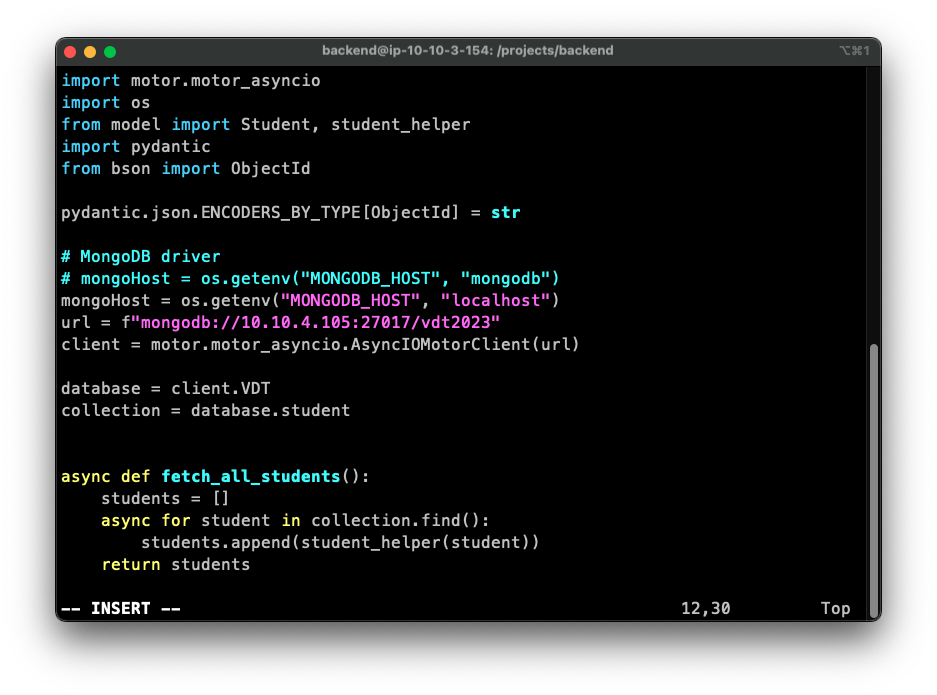 backend@ip-10-10-3-154: /projects/backend
⌥⌘1
import motor.motor_asyncio
import os
from model import Student, student_helper
import pydantic
from bson import ObjectId
pydantic.json.ENCODERS_BY_TYPE[ObjectId] = str
# MongoDB driver
# mongoHost = os.getenv("MONGODB_HOST", "mongodb")
mongoHost = os.getenv("MONGODB_HOST", "localhost")
url = f"mongodb://10.10.4.105:27017/vdt2023"
client = motor.motor_asyncio.AsyncIOMotorClient(url)
database = client.VDT
collection = database.student
async def fetch_all_students():
    students = []
    async for student in collection.find():
        students.append(student_helper(student))
    return students
-- INSERT -- 12,30 Top